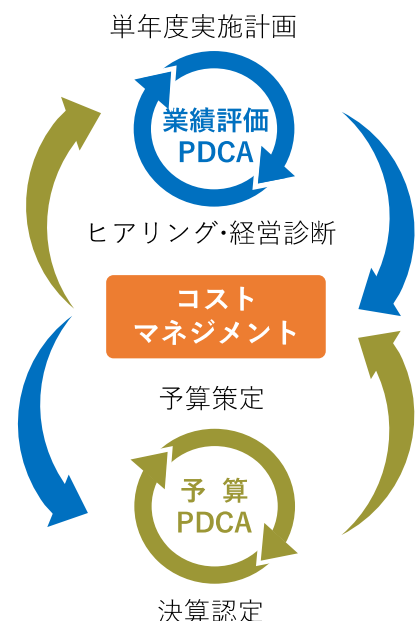 単年度実施計画
業績評価
PDCA
ヒアリング・経営診断
コスト
マネジメント
予算策定
予 算
PDCA
決算認定